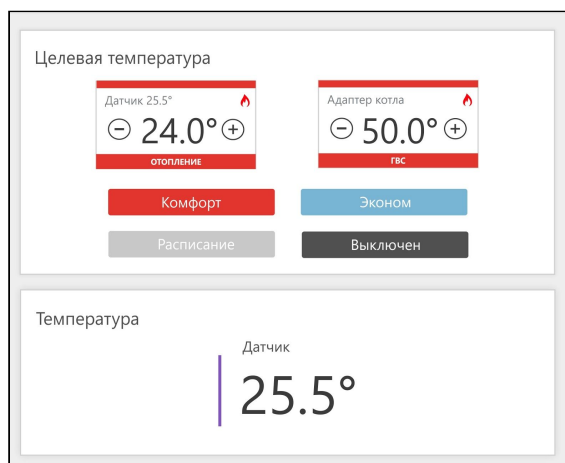 Целевая температура
Датчик 25.5°
24.0°
ОТОПЛЕНИЕ
Адаптер котла
50.0°
ГВС
Комфорт
Эконом
Расписание
Выключен
Температура
Датчик
25.5°